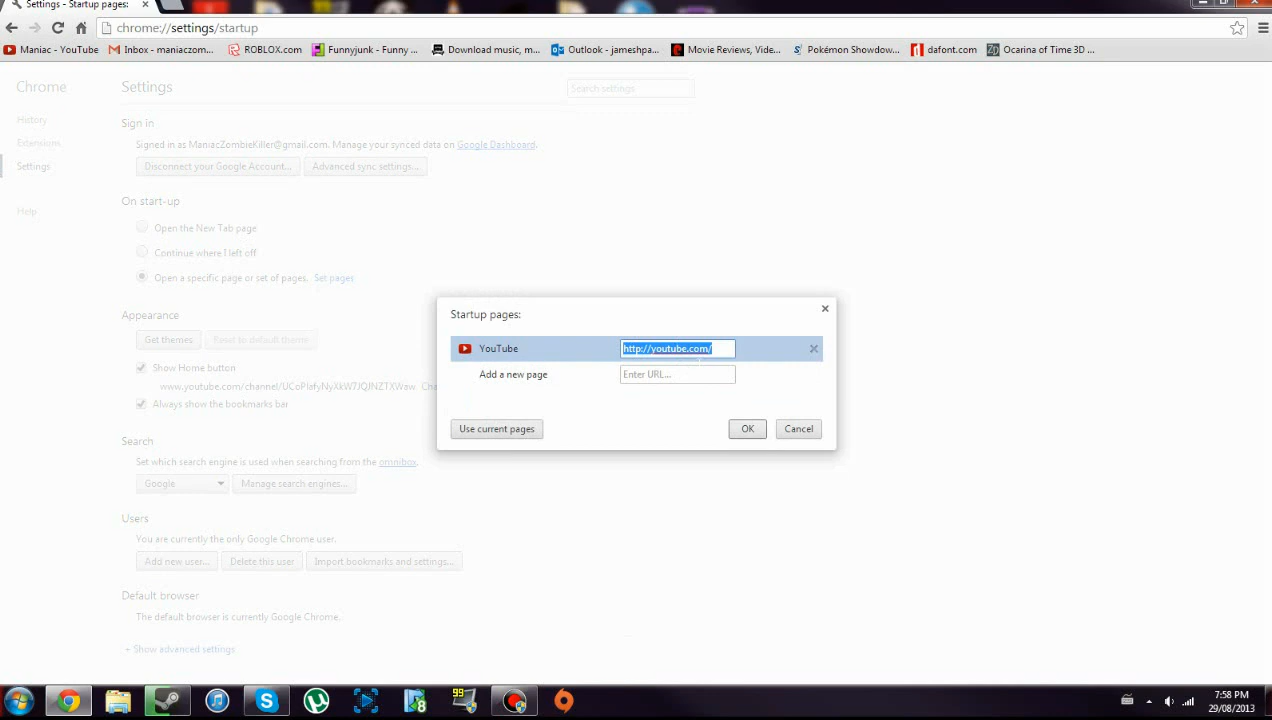 Settings - Startup pages:
chrome://settings/startup
Maniac - YouTube
Inbox - maniaczom...
ROBLOX.com
Funnyjunk - Funny ...
Download music, m...
Outlook - jameshpa...
Movie Reviews, Vide...
Pokémon Showdow...
dafont.com
Ocarina of Time 3D ...
Chrome
Settings
Search settings
History
Sign in
Extensions
Signed in as ManiacZombieKiller@gmail.com. Manage your synced data on Google Dashboard.
Settings
Disconnect your Google Account...
Advanced sync settings...
On start-up
Help
Open the New Tab page
Continue where I left off
Open a specific page or set of pages. Set pages
Startup pages:
Appearance
Get themes
Reset to default theme
YouTube
http://youtube.com/
Show Home button
Add a new page
Enter URL...
Always show the bookmarks bar
Use current pages
OK
Cancel
Search
Set which search engine is used when searching from the omnibox.
Google
Manage search engines...
Users
You are currently the only Google Chrome user.
Add new user...
Delete this user
Import bookmarks and settings...
Default browser
The default browser is currently Google Chrome.
+ Show advanced settings
8
99
7:58 PM
29/08/2013